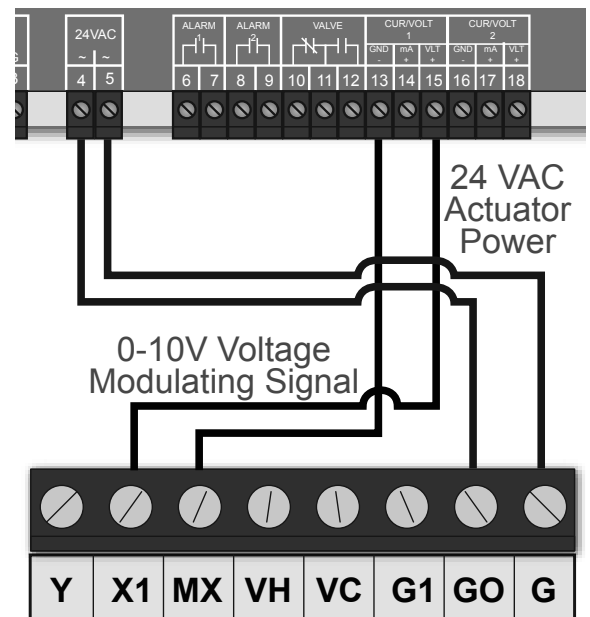 24VAC
~ | ~
4 5
ALARM
1
6 7
ALARM
2
8 9
VALVE
10 11 12
CUR/VOLT
1
GND mA VLT
- + +
13 14 15
CUR/VOLT
2
GND mA VLT
- + +
16 17 18
24 VAC
Actuator
Power
0-10V Voltage
Modulating Signal
Y X1 MX VH VC G1 GO G